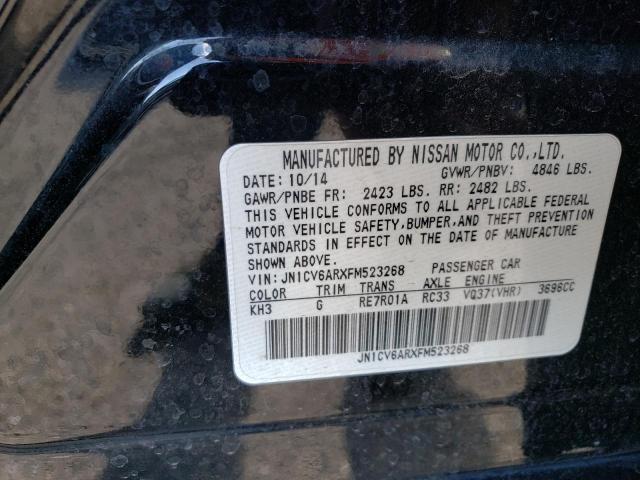 MANUFACTURED BY NISSAN MOTOR CO.,LTD.
DATE: 10/14 GVWR/PNBV: 4846 LBS.
GAWR/PNBE FR: 2423 LBS. RR: 2482 LBS.
THIS VEHICLE CONFORMS TO ALL APPLICABLE FEDERAL
MOTOR VEHICLE SAFETY, BUMPER, AND THEFT PREVENTION
STANDARDS IN EFFECT ON THE DATE OF MANUFACTURE
SHOWN ABOVE.
VIN: JN1CV6ARXFM523268 PASSENGER CAR
COLOR TRIM TRANS AXLE ENGINE
KH3 G RE7R01A RC33 VQ37(VHR) 3696CC
JN1CV6ARXFM523268